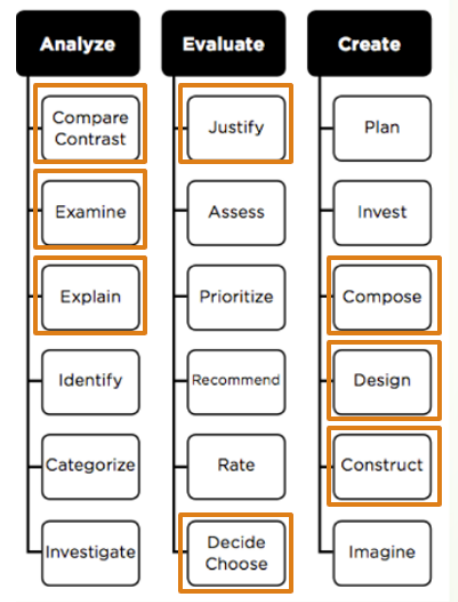 Analyze
Compare
Contrast
Examine
Explain
Identify
Categorize
Investigate
Evaluate
Justify
Assess
Prioritize
Recommend
Rate
Decide
Choose
Create
Plan
Invest
Compose
Design
Construct
Imagine